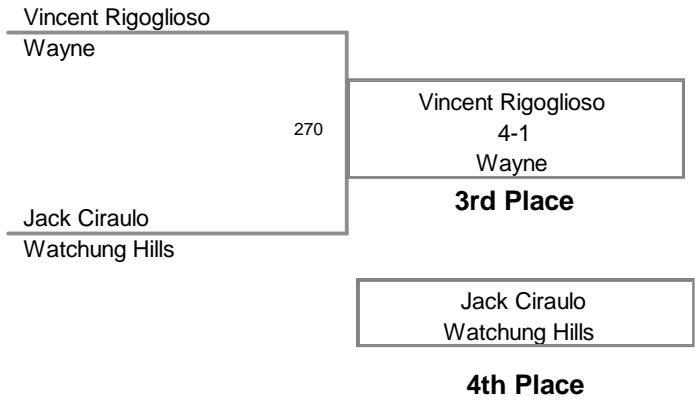 Vincent Rigoglioso
Wayne
270
Vincent Rigoglioso
4-1
Wayne
3rd Place
Jack Ciraulo
Watchung Hills
Jack Ciraulo
Watchung Hills
4th Place